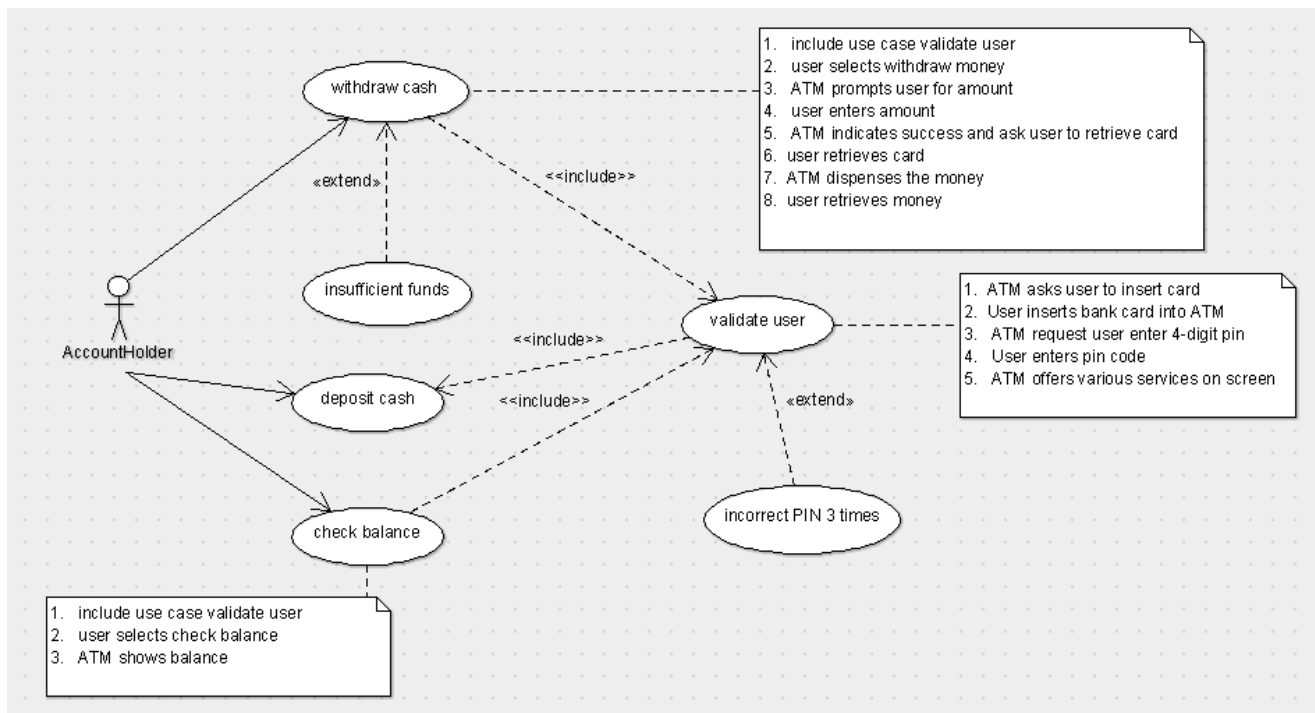 1. include use case validate user
2. user selects withdraw money
3. ATM prompts user for amount
4. user enters amount
5. ATM indicates success and ask user to retrieve card
6. user retrieves card
7. ATM dispenses the money
8. user retrieves money
withdraw cash
«extend»
<<include>>
insufficient funds
validate user
1. ATM asks user to insert card
2. User inserts bank card into ATM
3. ATM request user enter 4-digit pin
4. User enters pin code
5. ATM offers various services on screen
AccountHolder
<<include>>
deposit cash
<<include>>
«extend»
check balance
incorrect PIN 3 times
1. include use case validate user
2. user selects check balance
3. ATM shows balance